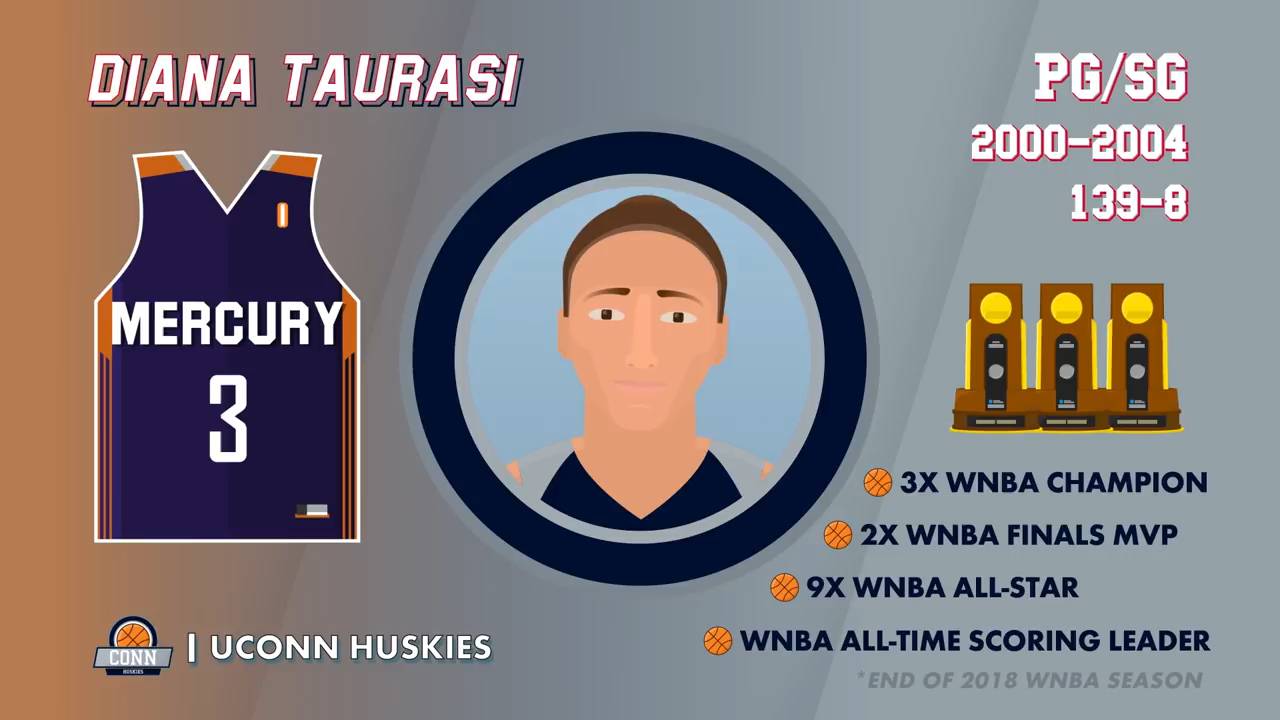 DIANA TAURASI
PG/SG
2000-2004
139-8
MERCURY
3
3X WNBA CHAMPION
2X WNBA FINALS MVP
9X WNBA ALL-STAR
WNBA ALL-TIME SCORING LEADER
*END OF 2018 WNBA SEASON
CONN
HUSKIES
| UCONN HUSKIES